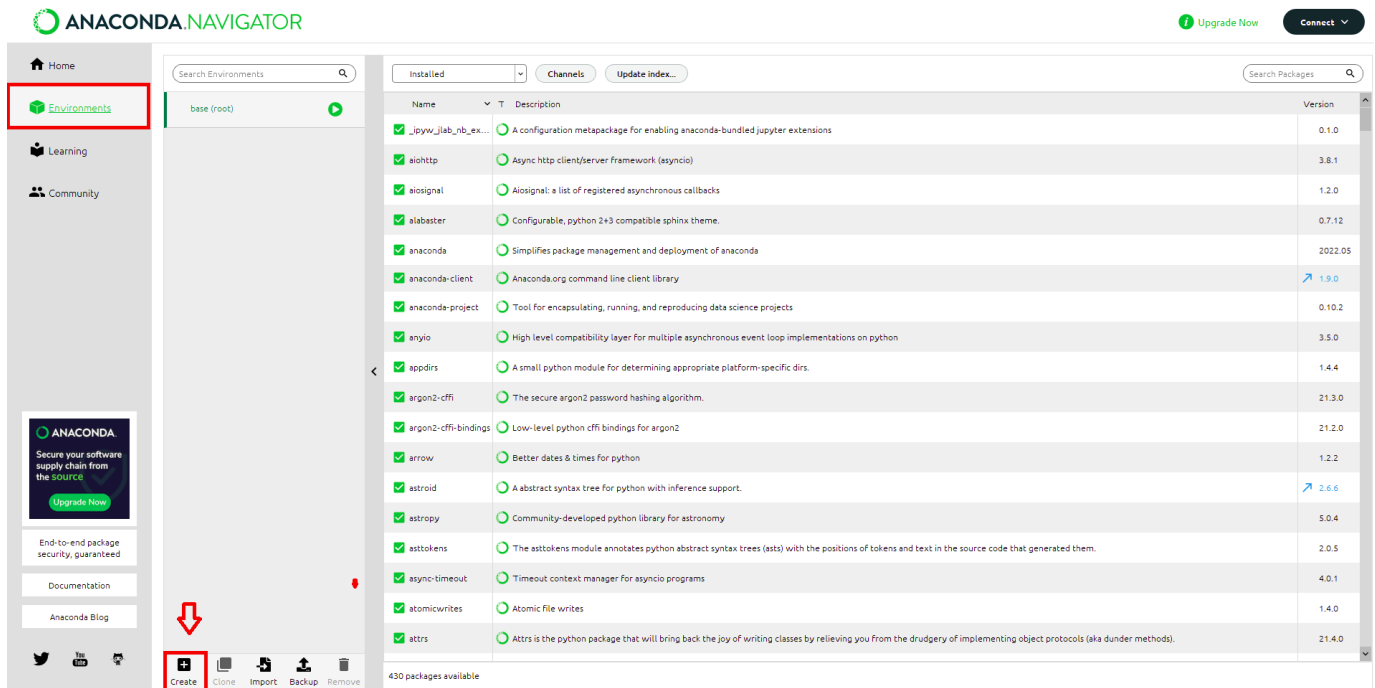 ANACONDA.NAVIGATOR
Upgrade Now
Connect
Home
Environments
Learning
Community
ANACONDA.
Secure your software
supply chain from
the source
Upgrade Now
End-to-end package
security, guaranteed
Documentation
Anaconda Blog
You
Tube
Search Environments
base (root)
Create
Clone
Import
Backup
Remove
Installed
Channels
Update index...
Search Packages
Name T Description Version
_ipyw_jlab_nb_ex... A configuration metapackage for enabling anaconda-bundled jupyter extensions 0.1.0
aiohttp Async http client/server framework (asyncio) 3.8.1
aiosignal Aiosignal: a list of registered asynchronous callbacks 1.2.0
alabaster Configurable, python 2+3 compatible sphinx theme. 0.7.12
anaconda Simplifies package management and deployment of anaconda 2022.05
anaconda-client Anaconda.org command line client library 1.9.0
anaconda-project Tool for encapsulating, running, and reproducing data science projects 0.10.2
anyio High level compatibility layer for multiple asynchronous event loop implementations on python 3.5.0
appdirs A small python module for determining appropriate platform-specific dirs. 1.4.4
argon2-cffi The secure argon2 password hashing algorithm. 21.3.0
argon2-cffi-bindings Low-level python cffi bindings for argon2 21.2.0
arrow Better dates & times for python 1.2.2
astroid A abstract syntax tree for python with inference support. 2.6.6
astropy Community-developed python library for astronomy 5.0.4
asttokens The asttokens module annotates python abstract syntax trees (asts) with the positions of tokens and text in the source code that generated them. 2.0.5
async-timeout Timeout context manager for asyncio programs 4.0.1
atomicwrites Atomic file writes 1.4.0
attrs Attrs is the python package that will bring back the joy of writing classes by relieving you from the drudgery of implementing object protocols (aka dunder methods). 21.4.0
430 packages available